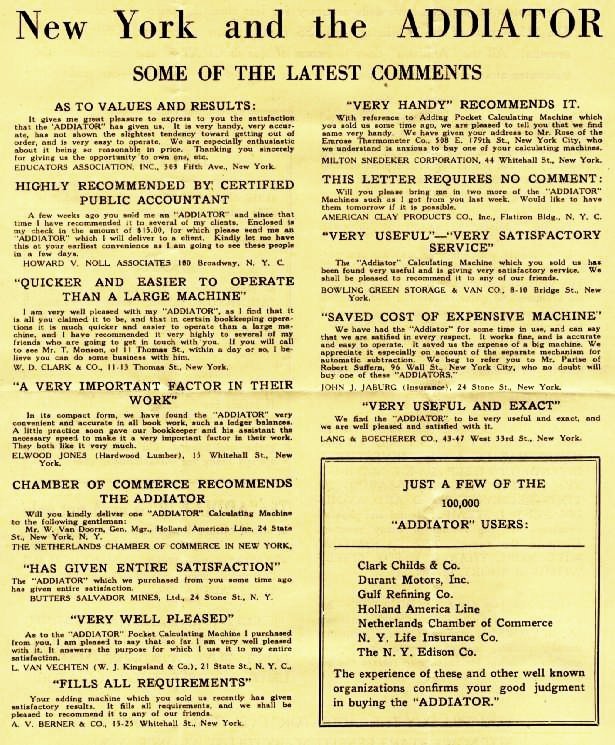 New York and the ADDIATOR
SOME OF THE LATEST COMMENTS
AS TO VALUES AND RESULTS:
It gives me great pleasure to express to you the satisfaction
that the "ADDIATOR" has given us. It is very handy, very accur-
ate, has not shown the slightest tendency toward getting out of
order, and is very easy to operate. We are especially enthusiastic
about it being so reasonable in price. Thanking you sincerely
for giving us the opportunity to own one, etc.
EDUCATORS ASSOCIATION, INC., 303 Fifth Ave., New York.
HIGHLY RECOMMENDED BY CERTIFIED
PUBLIC ACCOUNTANT
A few weeks ago you sold me an "ADDIATOR" and since that
time I have recommended it to several of my clients. Enclosed is
my check in the amount of $15.00, for which please send me an
"ADDIATOR" which I will deliver to a client. Kindly let me have
this at your earliest convenience as I am going to see these people
in a few days.
HOWARD V. NOLL ASSOCIATES 180 Broadway, N. Y. C.
"QUICKER AND EASIER TO OPERATE
THAN A LARGE MACHINE"
I am very well pleased with my "ADDIATOR", as I find that it
is all you claimed it to be, and that in certain bookkeeping opera-
tions it is much quicker and easier to operate than a large ma-
chine, and I have recommended it very highly to several of my
friends who are going to get in touch with you. If you will call
to see Mr. T. Monson, of 11 Thomas St., within a day or so, I be-
lieve you can do some business with him.
W. D. CLARK & CO., 11-13 Thomas St., New York.
"A VERY IMPORTANT FACTOR IN THEIR
WORK"
In its compact form, we have found the "ADDIATOR" very
convenient and accurate in all book work, such as ledger balances.
A little practice soon gave our bookkeeper and his assistant the
necessary speed to make it a very important factor in their work.
They both like it very much.
ELWOOD JONES (Hardwood Lumber), 15 Whitehall St., New
York.
CHAMBER OF COMMERCE RECOMMENDS
THE ADDIATOR
Will you kindly deliver one "ADDIATOR" Calculating Machine
to the following gentleman:
Mr. W. Van Doorn, Gen. Mgr., Holland American Line, 24 State
St., New York, N. Y.
THE NETHERLANDS CHAMBER OF COMMERCE IN NEW YORK.
"HAS GIVEN ENTIRE SATISFACTION"
The "ADDIATOR" which we purchased from you some time ago
has given entire satisfaction.
BUTTERS SALVADOR MINES, Ltd., 24 Stone St., N. Y.
"VERY WELL PLEASED"
As to the "ADDIATOR" Pocket Calculating Machine I purchased
from you, I am pleased to say that so far I am very well pleased
with it. It answers the purpose for which I use it to my entire
satisfaction.
L. VAN VECHTEN (W. J. Kingsland & Co.), 21 State St., N. Y. C.,
"FILLS ALL REQUIREMENTS"
Your adding machine which you sold us recently has given
satisfactory results. It fills all requirements, and we shall be
pleased to recommend it to any of our friends.
A. V. BERNER & CO., 15-25 Whitehall St., New York.
"VERY HANDY" RECOMMENDS IT.
With reference to Adding Pocket Calculating Machine which
you sold us some time ago, we are pleased to tell you that we find
same very handy. We have given your address to Mr. Rose of the
Emrose Thermometer Co., 508 E. 179th St., New York City, who
we understand is anxious to buy one of your calculating machines.
MILTON SNEDEKER CORPORATION, 44 Whitehall St., New York.
THIS LETTER REQUIRES NO COMMENT:
Will you please bring me in two more of the "ADDIATOR"
Machines such as I got from you last week. Would like to have
them tomorrow if it is possible.
AMERICAN CLAY PRODUCTS CO., Inc., Flatiron Bldg., N. Y. C.
"VERY USEFUL"—"VERY SATISFACTORY
SERVICE"
The "Addiator" Calculating Machine which you sold us has
been found very useful and is giving very satisfactory service. We
shall be pleased to recommend it to any of our friends.
BOWLING GREEN STORAGE & VAN CO., 8-10 Bridge St., New
York.
"SAVED COST OF EXPENSIVE MACHINE"
We have had the "Addiator" for some time in use, and can say
that we are satified in every respect. It works fine, and is accurate
and easy to operate. It saved us the expense of a big machine. We
appreciate it especially on account of the separate mechanism for
automatic subtraction. We beg to refer you to Mr. Parise of
Robert Suffern, 96 Wall St., New York City, who no doubt will
buy one of these "ADDIATORS."
JOHN J. JABURG (Insurance), 24 Stone St., New York.
"VERY USEFUL AND EXACT"
We find the "ADDIATOR" to be very useful and exact, and
we are well pleased and satisfied with it.
LANG & BOECHERER CO., 43-47 West 33rd St., New York.
JUST A FEW OF THE
100,000
"ADDIATOR" USERS:
Clark Childs & Co.
Durant Motors, Inc.
Gulf Refining Co.
Holland America Line
Netherlands Chamber of Commerce
N. Y. Life Insurance Co.
The N. Y. Edison Co.
The experience of these and other well known
organizations confirms your good judgment
in buying the "ADDIATOR."